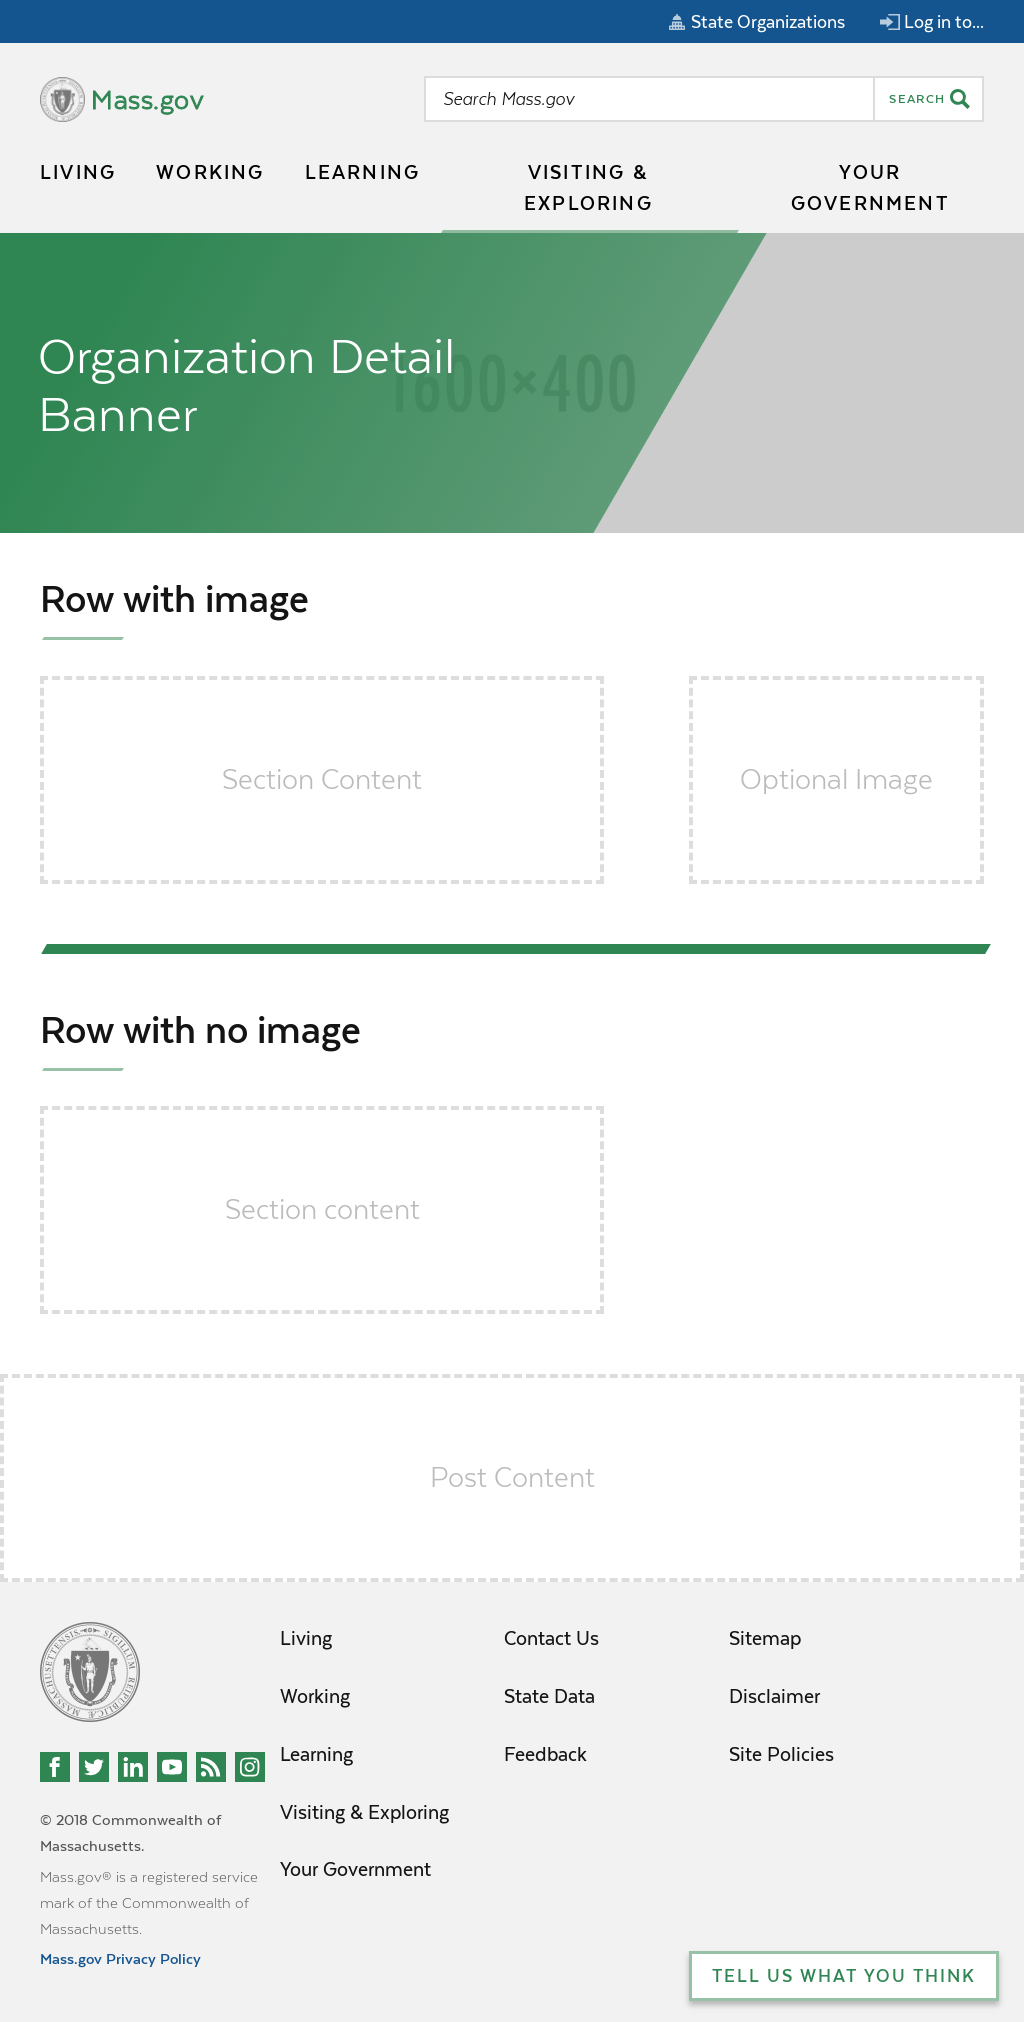 State Organizations
Log in to...
Mass.gov
Search Mass.gov
SEARCH
LIVING
WORKING
LEARNING
VISITING &
EXPLORING
YOUR
GOVERNMENT
Organization Detail
Banner
1600×400
Row with image
Section Content
Optional Image
Row with no image
Section content
Post Content
Living
Working
Learning
Visiting & Exploring
Your Government
Contact Us
State Data
Feedback
Sitemap
Disclaimer
Site Policies
© 2018 Commonwealth of
Massachusetts.
Mass.gov® is a registered service
mark of the Commonwealth of
Massachusetts.
Mass.gov Privacy Policy
TELL US WHAT YOU THINK